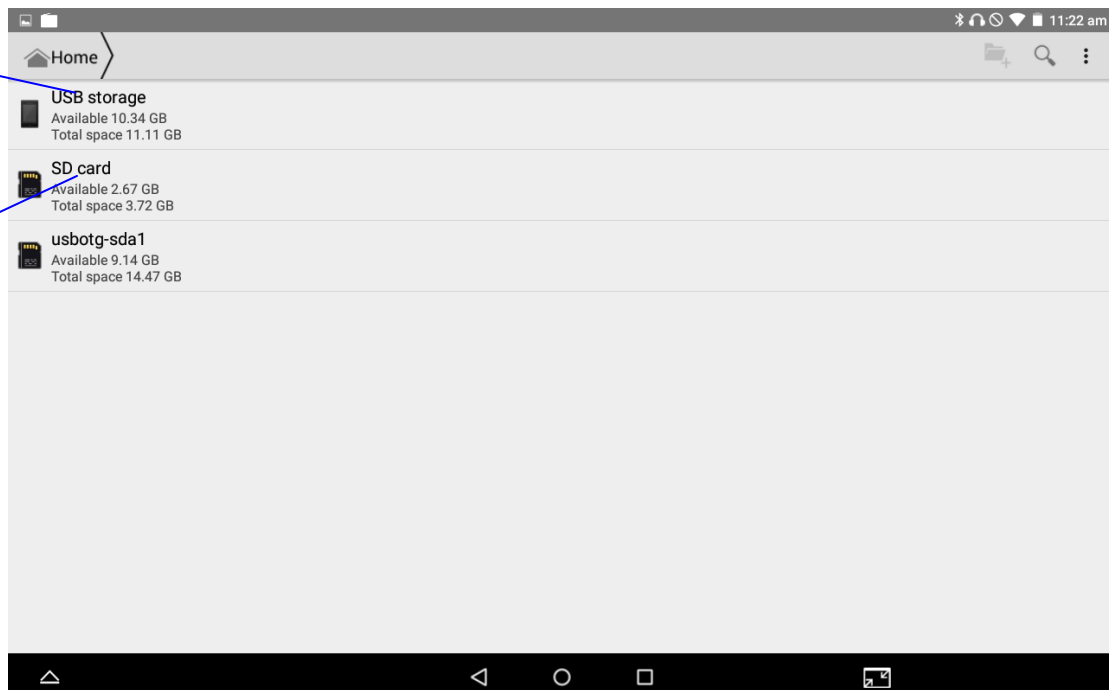 11:22 am
Home
USB storage
Available 10.34 GB
Total space 11.11 GB
SD card
Available 2.67 GB
Total space 3.72 GB
usbotg-sda1
Available 9.14 GB
Total space 14.47 GB